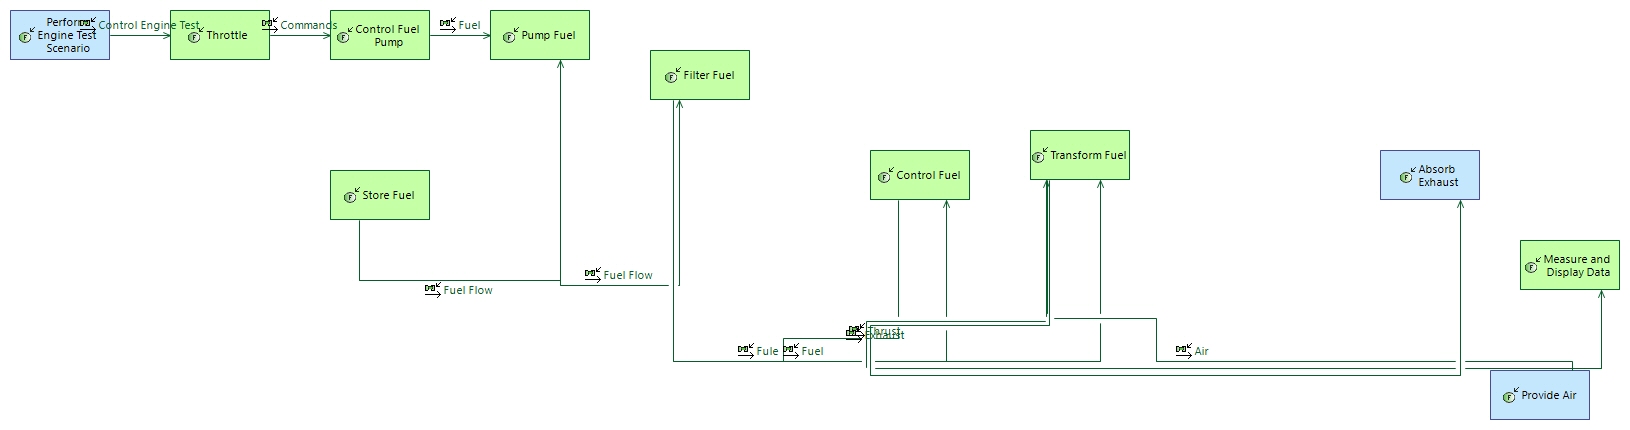 Perform
Engine Test
Scenario
Control Engine Test
Throttle
Commands
Control Fuel
Pump
Fuel
Pump Fuel
Filter Fuel
Transform Fuel
Control Fuel
Absorb
Exhaust
Store Fuel
Measure and
Display Data
Fuel Flow
Fuel Flow
Thrust
Exhaust
Fule
Fuel
Air
Provide Air